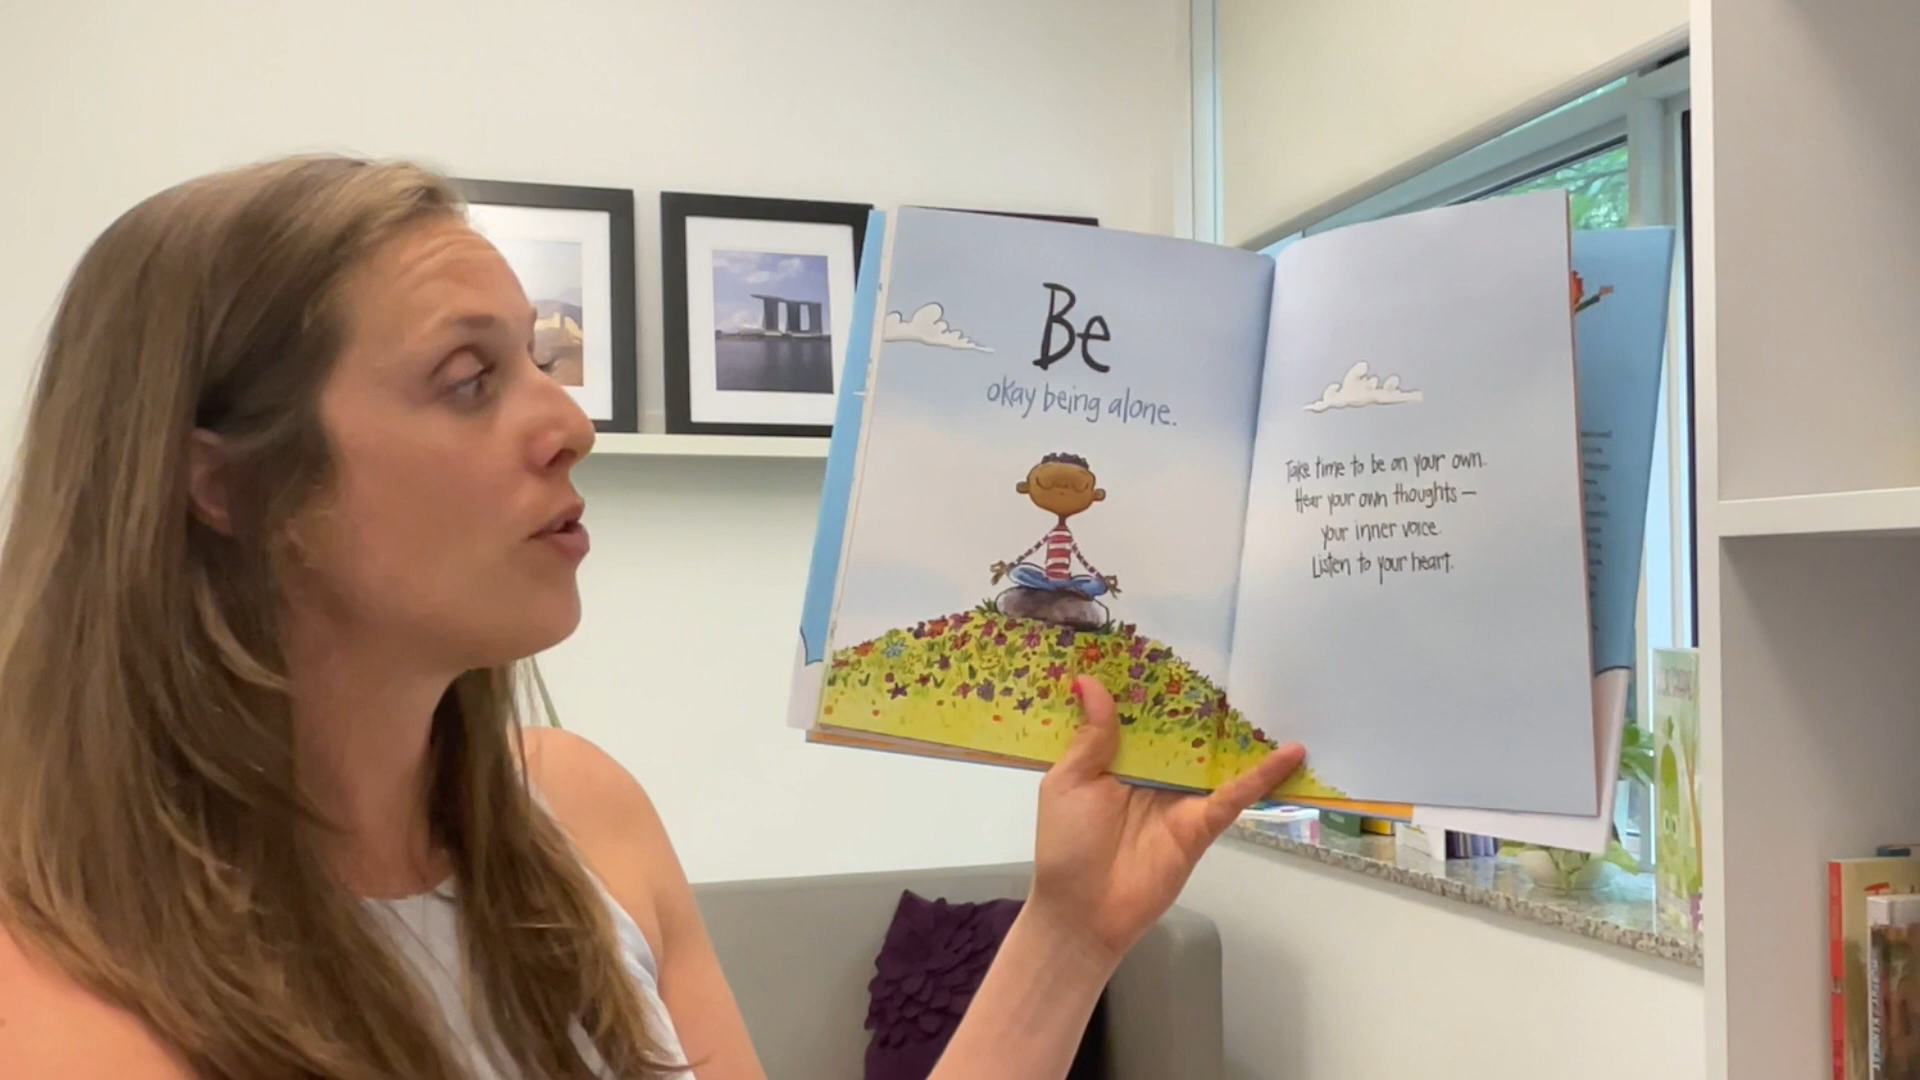 Be
okay being alone.
Take time to be on your own.
Hear your own thoughts —
your inner voice.
Listen to your heart.